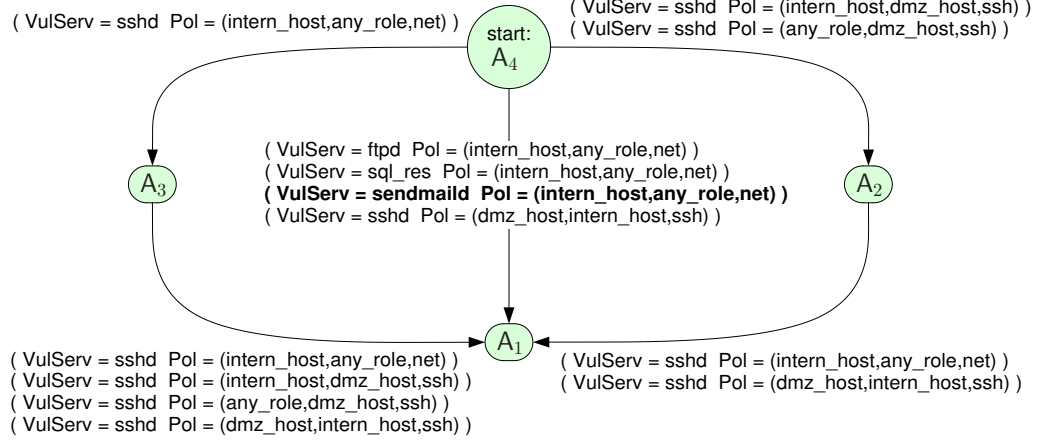 ( VulServ = sshd Pol = (intern_host,any_role,net) )
( VulServ = sshd Pol = (intern_host,dmz_host,ssh) )
( VulServ = sshd Pol = (any_role,dmz_host,ssh) )
start:
A4
( VulServ = ftpd Pol = (intern_host,any_role,net) )
( VulServ = sql_res Pol = (intern_host,any_role,net) )
( VulServ = sendmaild Pol = (intern_host,any_role,net) )
( VulServ = sshd Pol = (dmz_host,intern_host,ssh) )
A3
A2
A1
( VulServ = sshd Pol = (intern_host,any_role,net) )
( VulServ = sshd Pol = (intern_host,dmz_host,ssh) )
( VulServ = sshd Pol = (any_role,dmz_host,ssh) )
( VulServ = sshd Pol = (dmz_host,intern_host,ssh) )
( VulServ = sshd Pol = (intern_host,any_role,net) )
( VulServ = sshd Pol = (dmz_host,intern_host,ssh) )